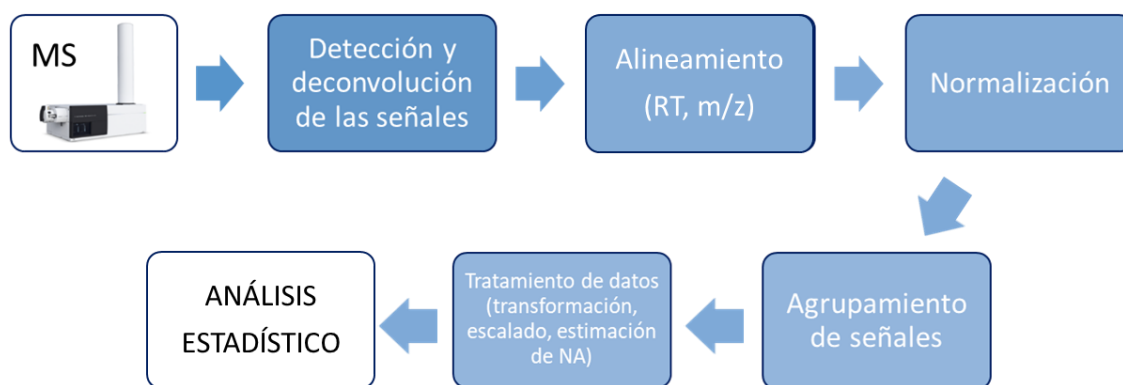 MS
Detección y
deconvolución
de las señales
Alineamiento
(RT, m/z)
Normalización
Agrupamiento
de señales
Tratamiento de datos
(transformación,
escalado, estimación
de NA)
ANÁLISIS
ESTADÍSTICO